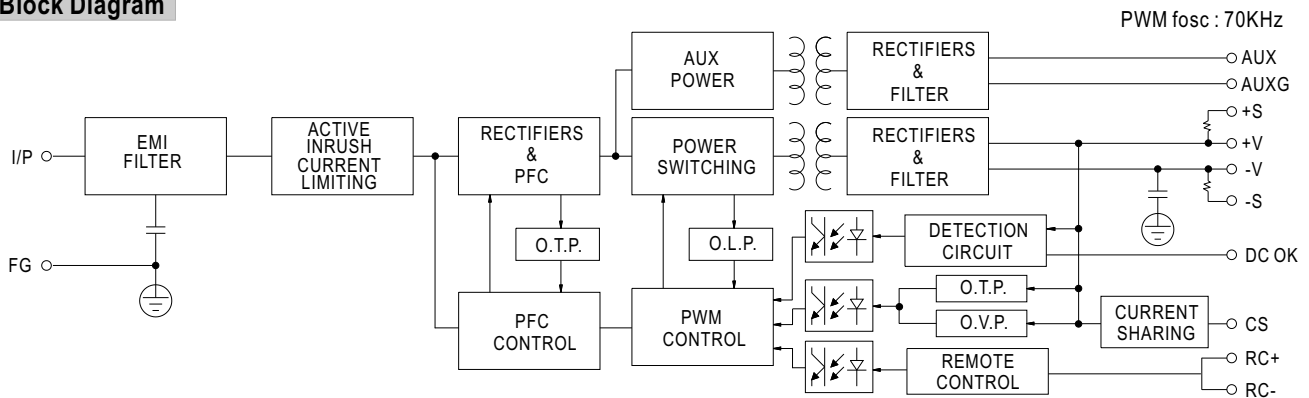 Block Diagram
PWM fosc : 70KHz
AUX
POWER
RECTIFIERS
&
FILTER
AUX
AUXG
+S
I/P
EMI
FILTER
ACTIVE
INRUSH
CURRENT
LIMITING
RECTIFIERS
&
PFC
POWER
SWITCHING
RECTIFIERS
&
FILTER
+V
-V
-S
O.T.P.
O.L.P.
DETECTION
CIRCUIT
DC OK
FG
PFC
CONTROL
PWM
CONTROL
O.T.P.
O.V.P.
CURRENT
SHARING
CS
REMOTE
CONTROL
RC+
RC-